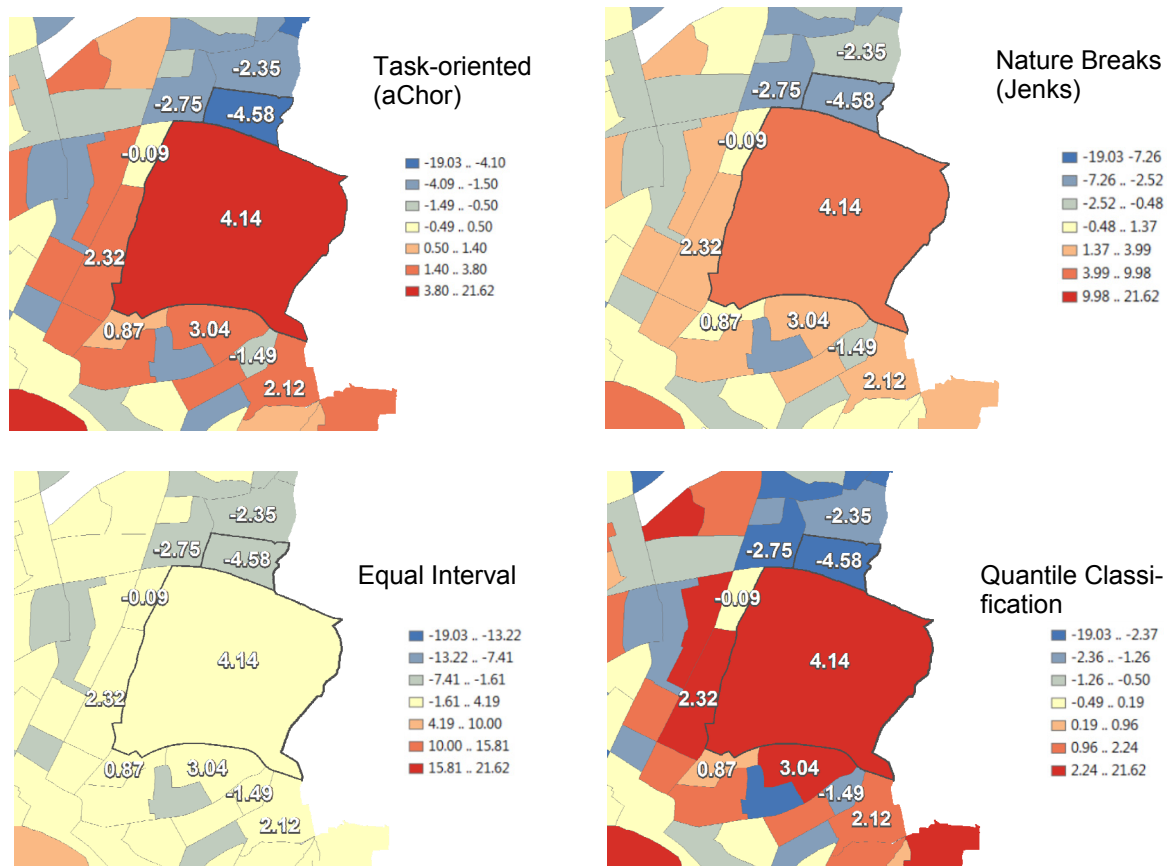 Task-oriented
(aChor)
-2.35
-2.75
-4.58
-0.09
4.14
2.32
0.87
3.04
-1.49
2.12
-19.03 .. -4.10
-4.09 .. -1.50
-1.49 .. -0.50
-0.49 .. 0.50
0.50 .. 1.40
1.40 .. 3.80
3.80 .. 21.62
Nature Breaks
(Jenks)
-2.35
-2.75
-4.58
-0.09
4.14
2.32
0.87
3.04
-1.49
2.12
-19.03 -7.26
-7.26 .. -2.52
-2.52 .. -0.48
-0.48 .. 1.37
1.37 .. 3.99
3.99 .. 9.98
9.98 .. 21.62
Equal Interval
-2.35
-2.75
-4.58
-0.09
4.14
2.32
0.87
3.04
-1.49
2.12
-19.03 .. -13.22
-13.22 .. -7.41
-7.41 .. -1.61
-1.61 .. 4.19
4.19 .. 10.00
10.00 .. 15.81
15.81 .. 21.62
Quantile Classi-
fication
-2.35
-2.75
-4.58
-0.09
4.14
2.32
0.87
3.04
-1.49
2.12
-19.03 .. -2.37
-2.36 .. -1.26
-1.26 .. -0.50
-0.49 .. 0.19
0.19 .. 0.96
0.96 .. 2.24
2.24 .. 21.62